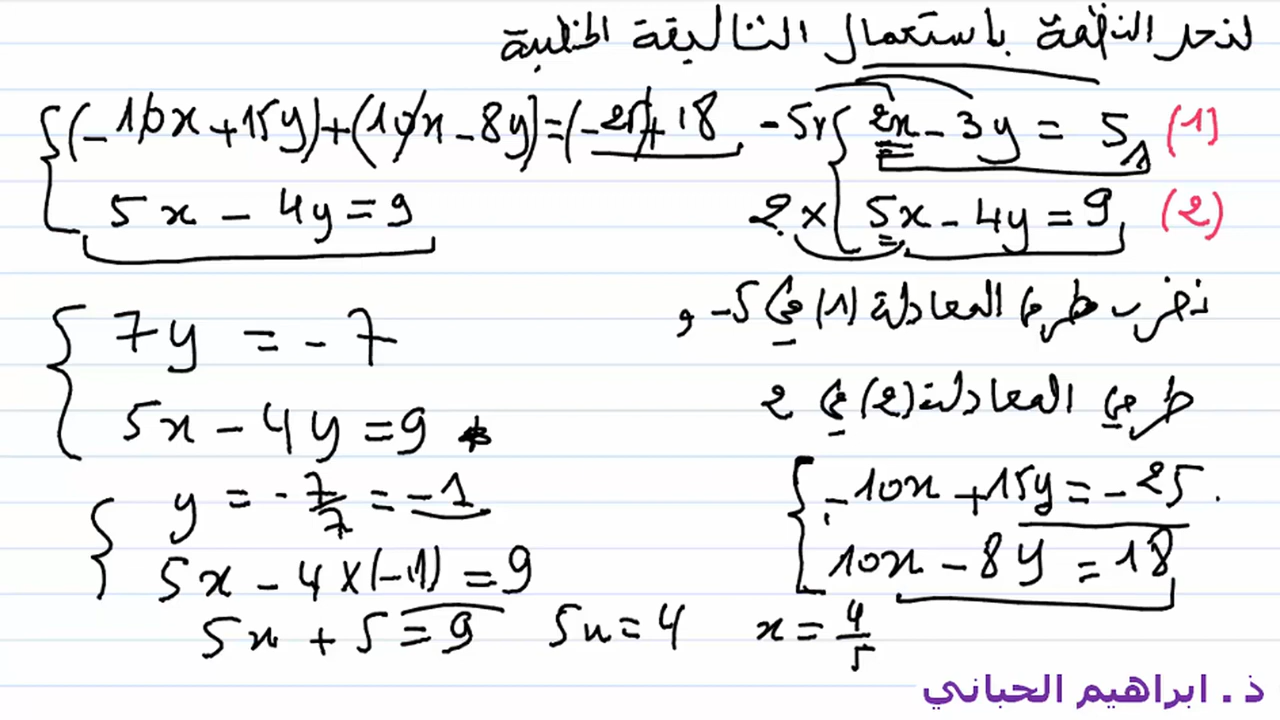 لنحل النظمة باستعمال التاليفة الخطية
-5× { 2x - 3y = 5 (1)
2 × { 5x - 4y = 9 (2)
نضرب طرفي المعادلة (1) في -5 و
طرفي المعادلة (2) في 2
-10x + 15y = -25
10x - 8y = 18
(-10x + 15y) + (10x - 8y) = (-25) + 18
5x - 4y = 9
7y = -7
5x - 4y = 9
y = -7/7 = -1
5x - 4 × (-1) = 9
5x + 5 = 9 5x = 4 x = 4/5
ذ . ابراهيم الحباني